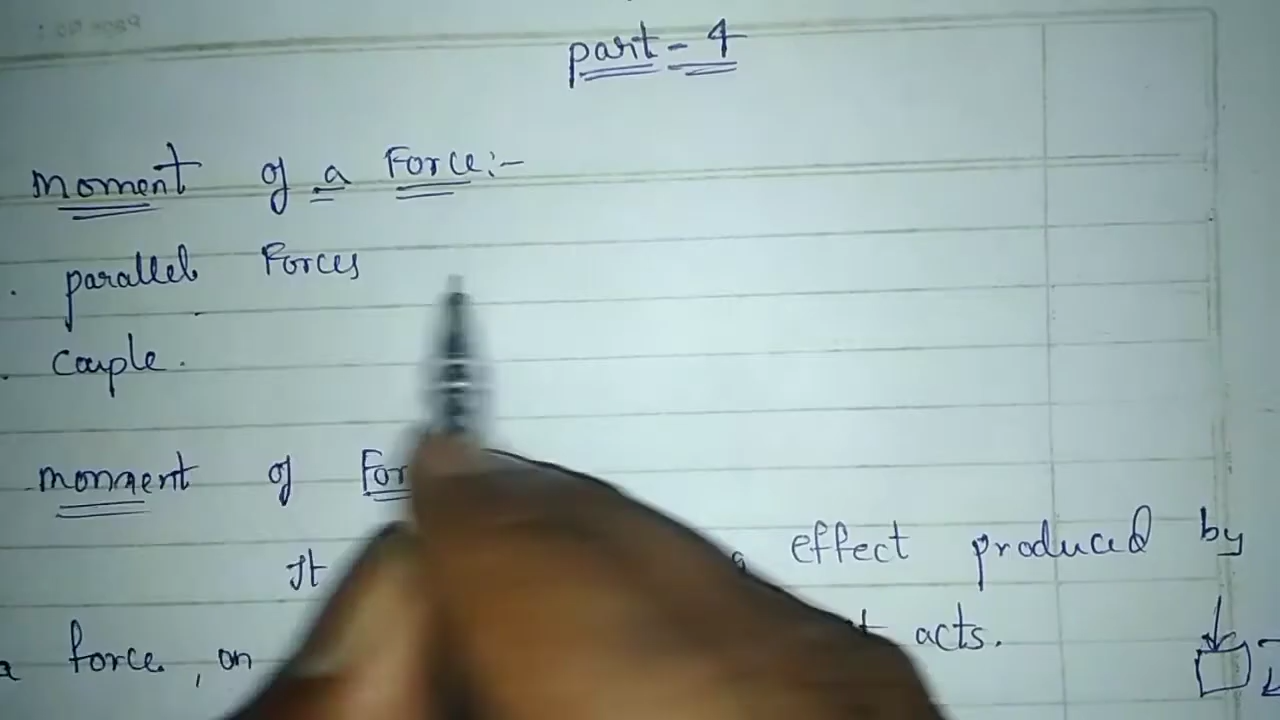 part - 4
Moment of a Force:-
. parallel Forces
. Couple.
moment of For
It effect produced by
a force, on acts.